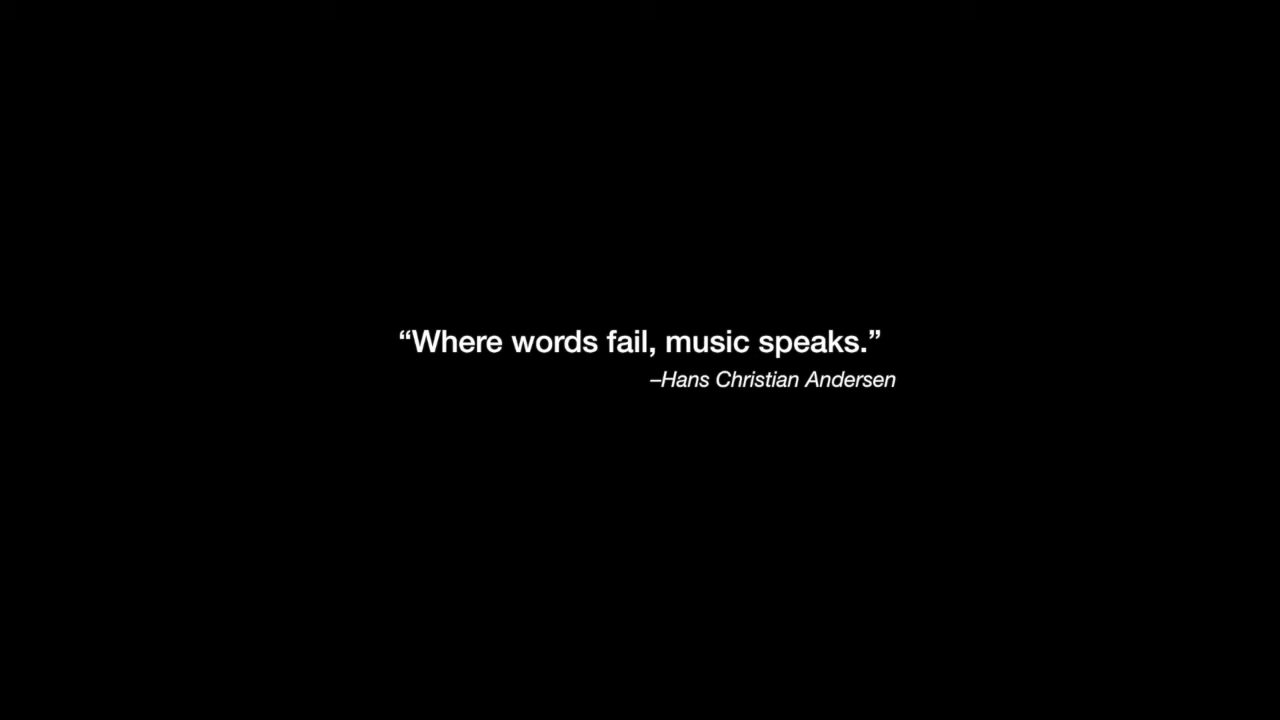 “Where words fail, music speaks.”
–Hans Christian Andersen